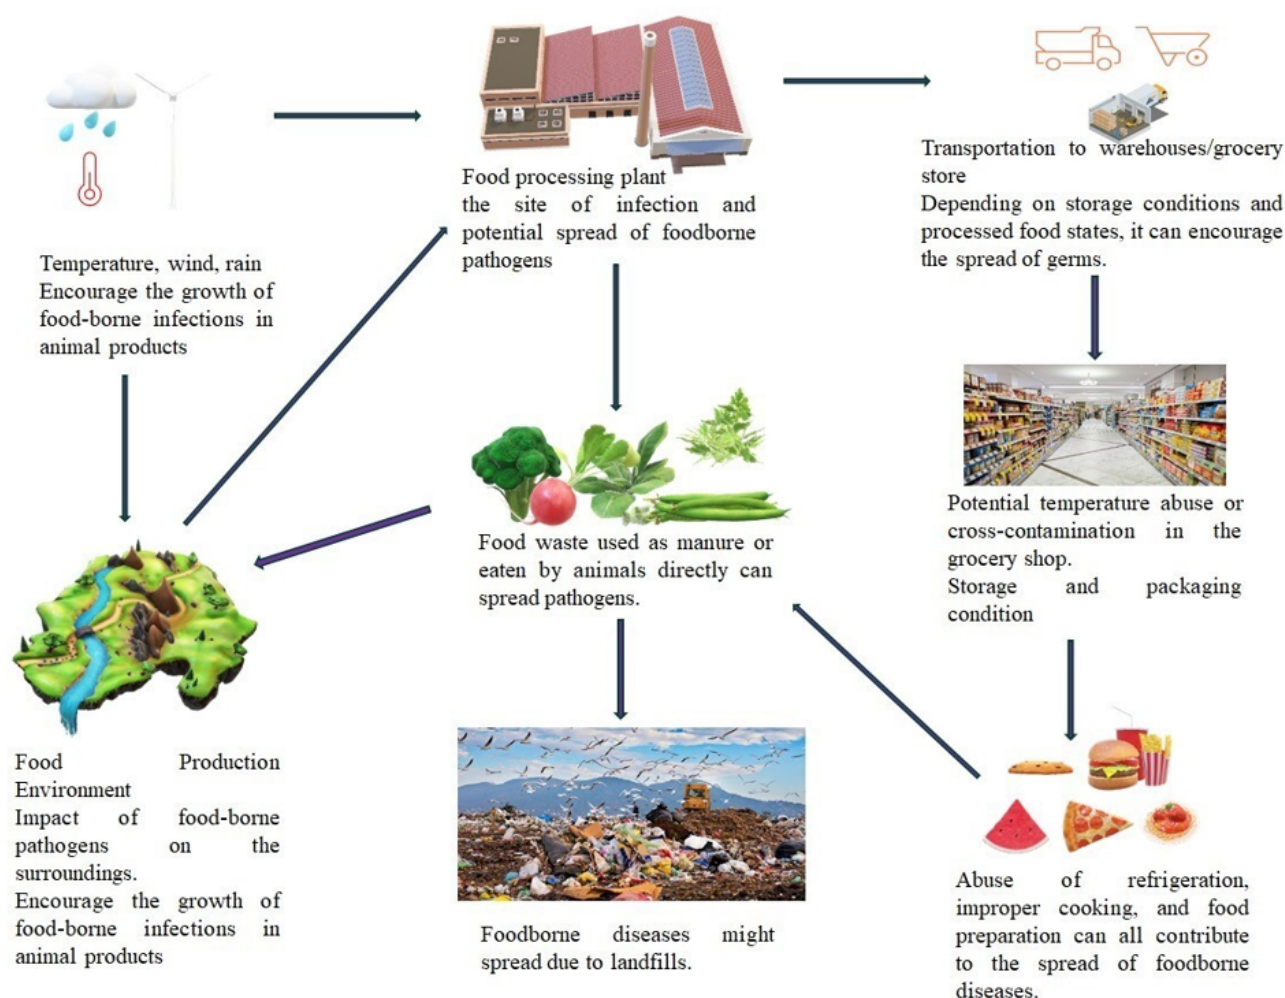 Temperature, wind, rain
Encourage the growth of
food-borne infections in
animal products
Food processing plant
the site of infection and
potential spread of foodborne
pathogens
Transportation to warehouses/grocery
store
Depending on storage conditions and
processed food states, it can encourage
the spread of germs.
Food waste used as manure or
eaten by animals directly can
spread pathogens.
Potential temperature abuse or
cross-contamination in the
grocery shop.
Storage and packaging
condition
Food Production
Environment
Impact of food-borne
pathogens on the
surroundings.
Encourage the growth of
food-borne infections in
animal products
Foodborne diseases might
spread due to landfills.
Abuse of refrigeration,
improper cooking, and food
preparation can all contribute
to the spread of foodborne
diseases.